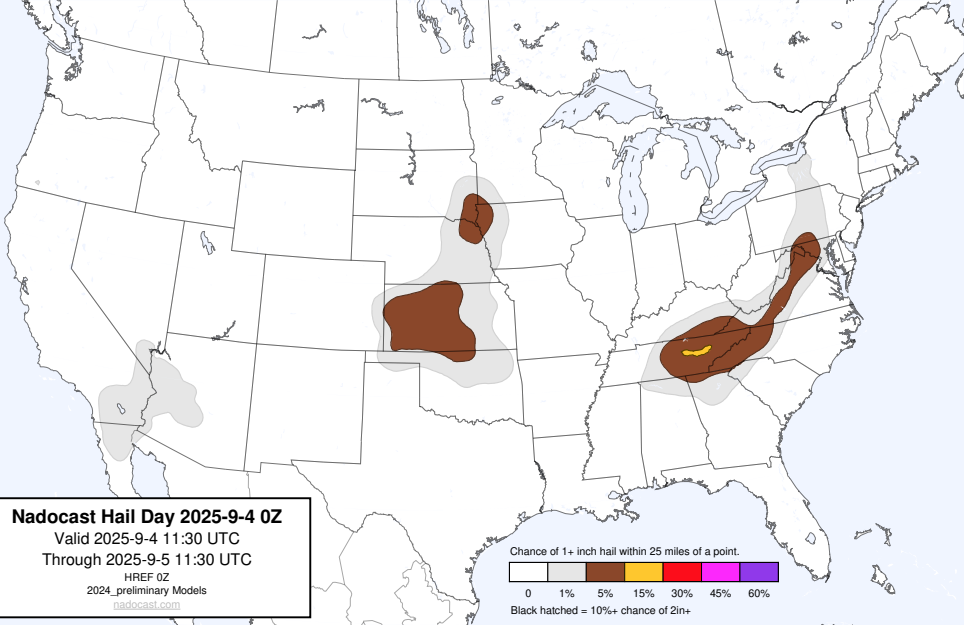 Nadocast Hail Day 2025-9-4 0Z
Valid 2025-9-4 11:30 UTC
Through 2025-9-5 11:30 UTC
HREF 0Z
2024_preliminary Models
nadocast.com
Chance of 1+ inch hail within 25 miles of a point.
0 1% 5% 15% 30% 45% 60%
Black hatched = 10%+ chance of 2in+